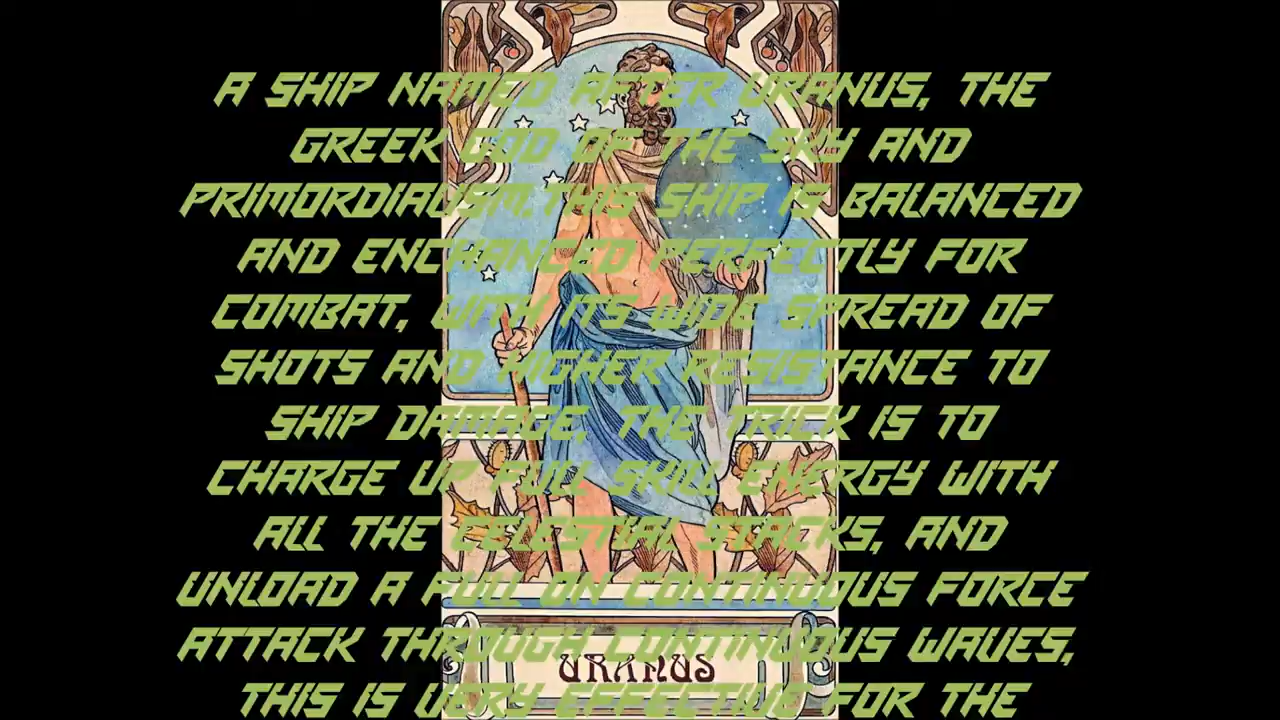 A SHIP NAMED AFTER URANUS, THE
GREEK GOD OF THE SKY AND
PRIMORDIALISM.THIS SHIP IS BALANCED
AND ENCHANCED PERFECTLY FOR
COMBAT, WITH ITS WIDE SPREAD OF
SHOTS AND HIGHER RESISTANCE TO
SHIP DAMAGE, THE TRICK IS TO
CHARGE UP FULL SKILL ENERGY WITH
ALL THE CELESTIAL STACKS, AND
UNLOAD A FULL ON CONTINUOUS FORCE
ATTACK THROUGH CONTINUOUS WAVES,
URANUS
THIS IS VERY EFFECTIVE FOR THE